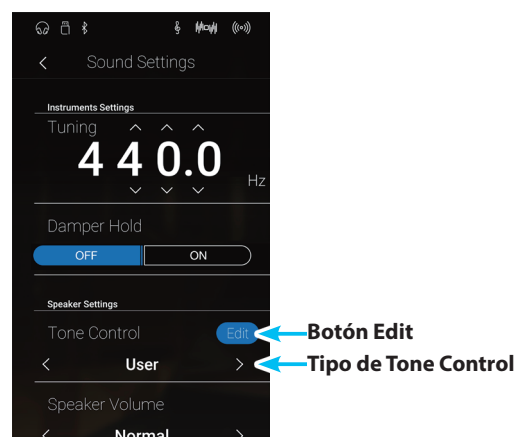 Sound Settings
Instruments Settings
Tuning
440.0
Hz
Damper Hold
OFF ON
Speaker Settings
Tone Control Edit
Botón Edit
User
Tipo de Tone Control
Speaker Volume
Normal